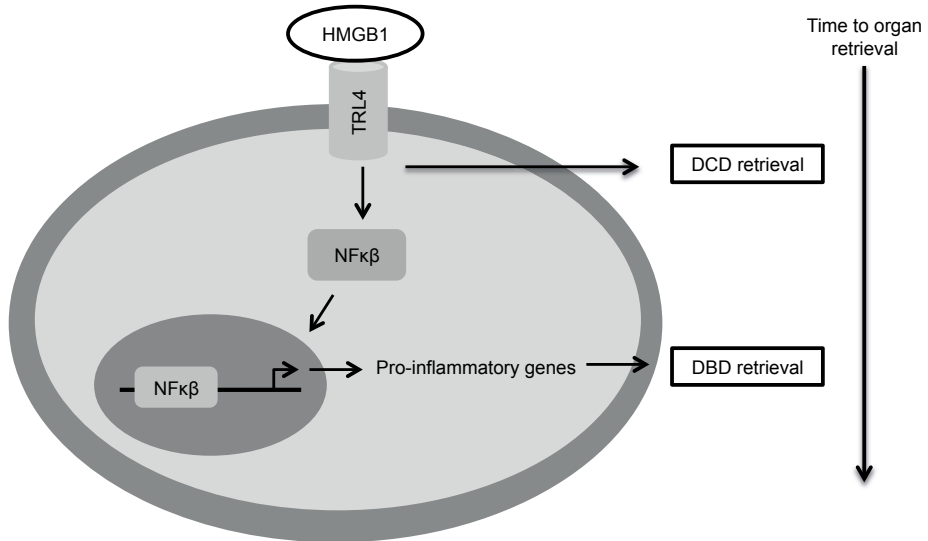 HMGB1
Time to organ
retrieval
TRL4
DCD retrieval
NFκβ
NFκβ
Pro-inflammatory genes
DBD retrieval